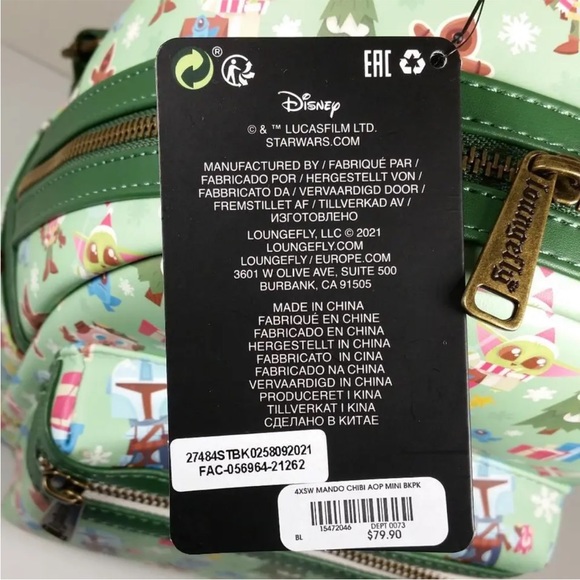 EAC
Disney
© & ™ LUCASFILM LTD.
STARWARS.COM
MANUFACTURED BY / FABRIQUÉ PAR /
FABRICADO POR / HERGESTELLT VON /
FABBRICATO DA / VERVAARDIGD DOOR /
FREMSTILLET AF / TILLVERKAD AV /
ИЗГОТОВЛЕНО
LOUNGEFLY, LLC © 2021
LOUNGEFLY.COM
LOUNGEFLY / EUROPE.COM
3601 W OLIVE AVE, SUITE 500
BURBANK, CA 91505
MADE IN CHINA
FABRIQUÉ EN CHINE
FABRICADO EN CHINA
HERGESTELLT IN CHINA
FABBRICATO IN CINA
FABRICADO NA CHINA
VERVAARDIGD IN CHINA
PRODUCERET I KINA
TILLVERKAT I KINA
СДЕЛАНО В КИТАЕ
27484STBK0258092021
FAC-056964-21262
4XSW MANDO CHIBI AOP MINI BKPK
15472046 DEPT 0073
BL $79.90
Loungefly